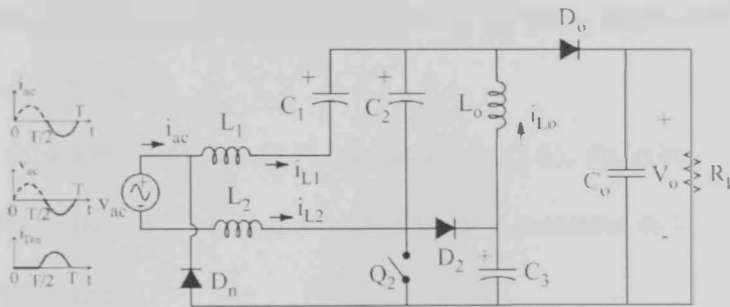 D_o
i_ac
T
0 T/2 t
+
+
C_1
C_2
L_o
i_Lo
i_ac
L_1
i_L1
v_ac
T
0 T/2 t
v_ac
+
-
L_2
i_L2
+
C_o
V_o
-
i_Dn
0 T/2 T t
D_n
Q_2
D_2
+
C_3